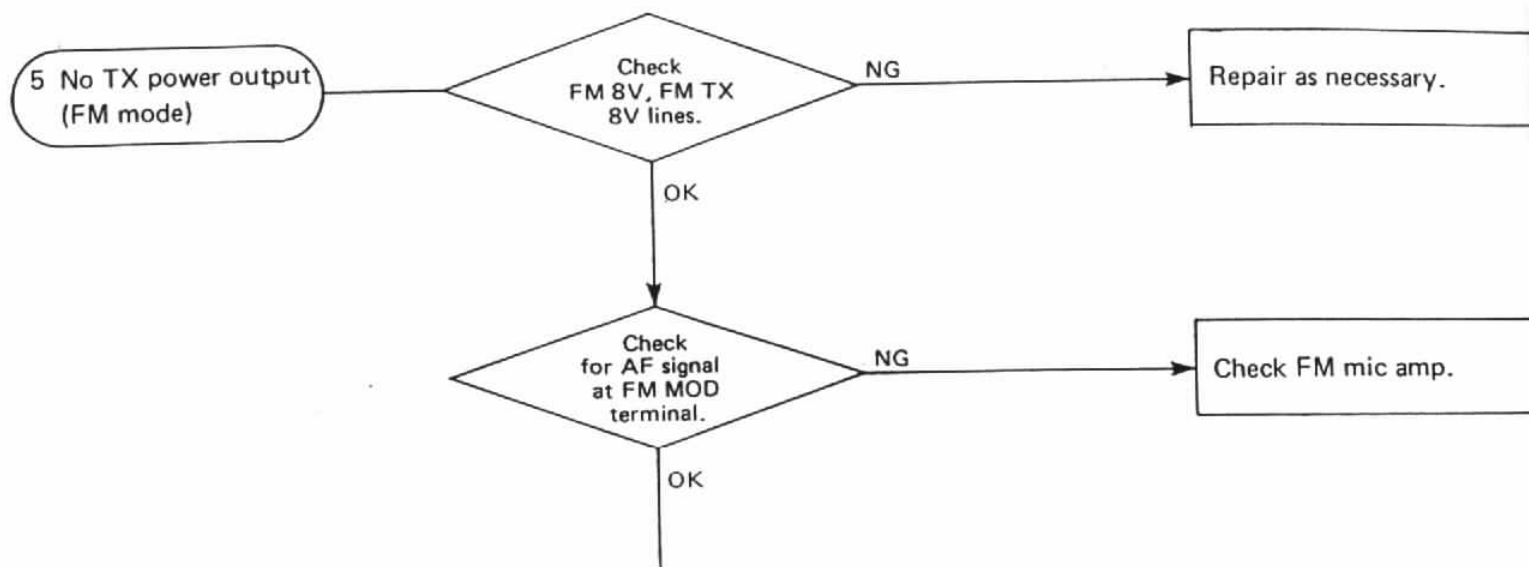 5 No TX power output
(FM mode)
Check
FM 8V, FM TX
8V lines.
NG
Repair as necessary.
OK
Check
for AF signal
at FM MOD
terminal.
NG
Check FM mic amp.
OK